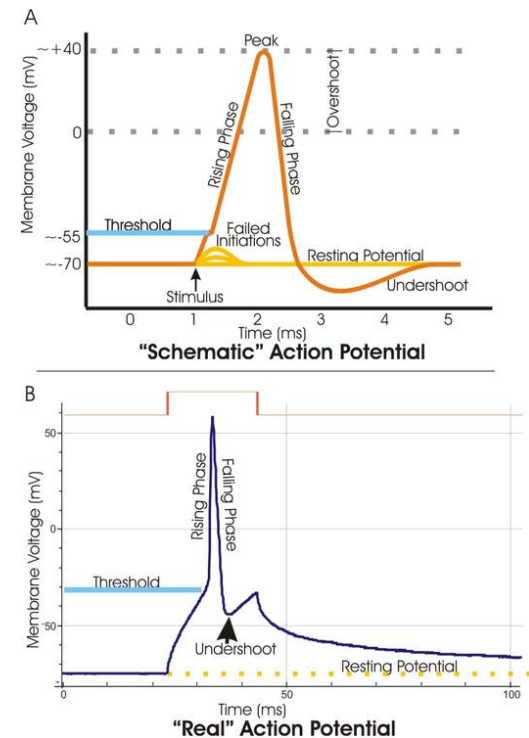 A
Peak
~+40
Overshoot
0
Membrane Voltage (mV)
Rising Phase
Falling Phase
Threshold
Failed
Initiations
~-55
Resting Potential
~-70
Undershoot
Stimulus
0 1 2 3 4 5
Time (ms)
“Schematic” Action Potential
B
50
0
-50
Membrane Voltage (mV)
Rising Phase
Falling Phase
Threshold
Undershoot
Resting Potential
0 50 100
Time (ms)
“Real” Action Potential